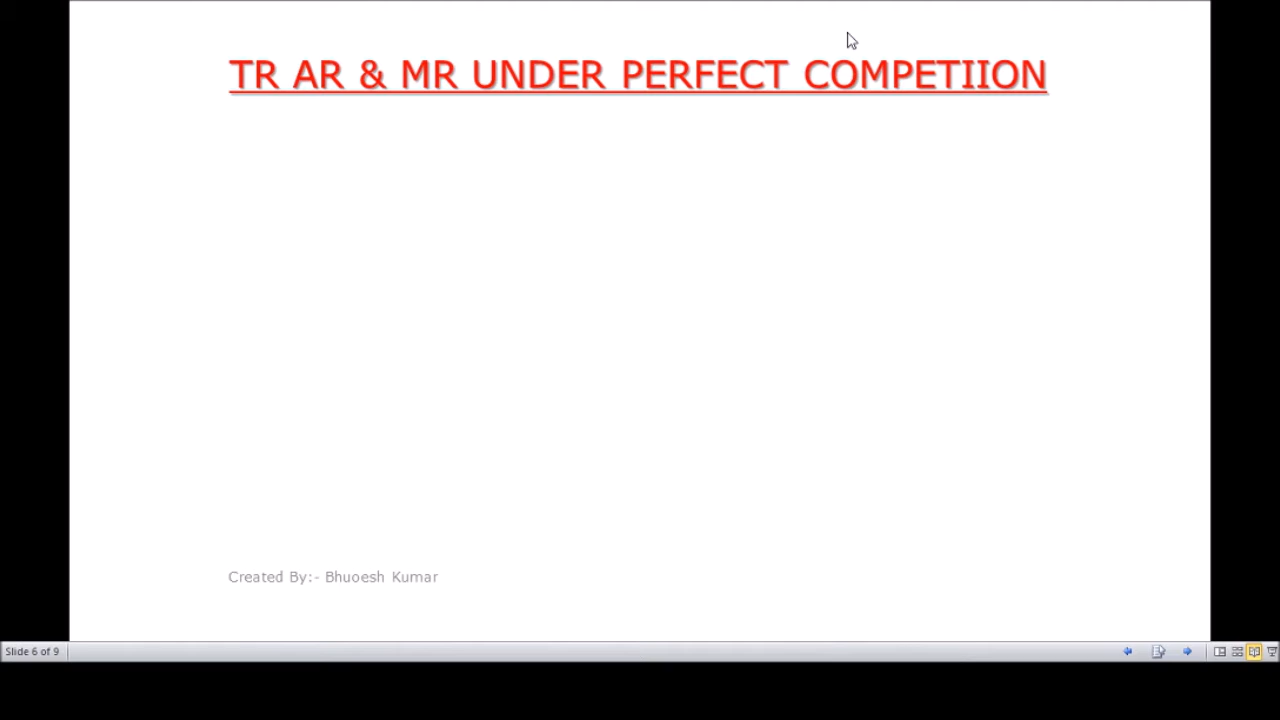 TR AR & MR UNDER PERFECT COMPETIION
Created By:- Bhuoesh Kumar
Slide 6 of 9